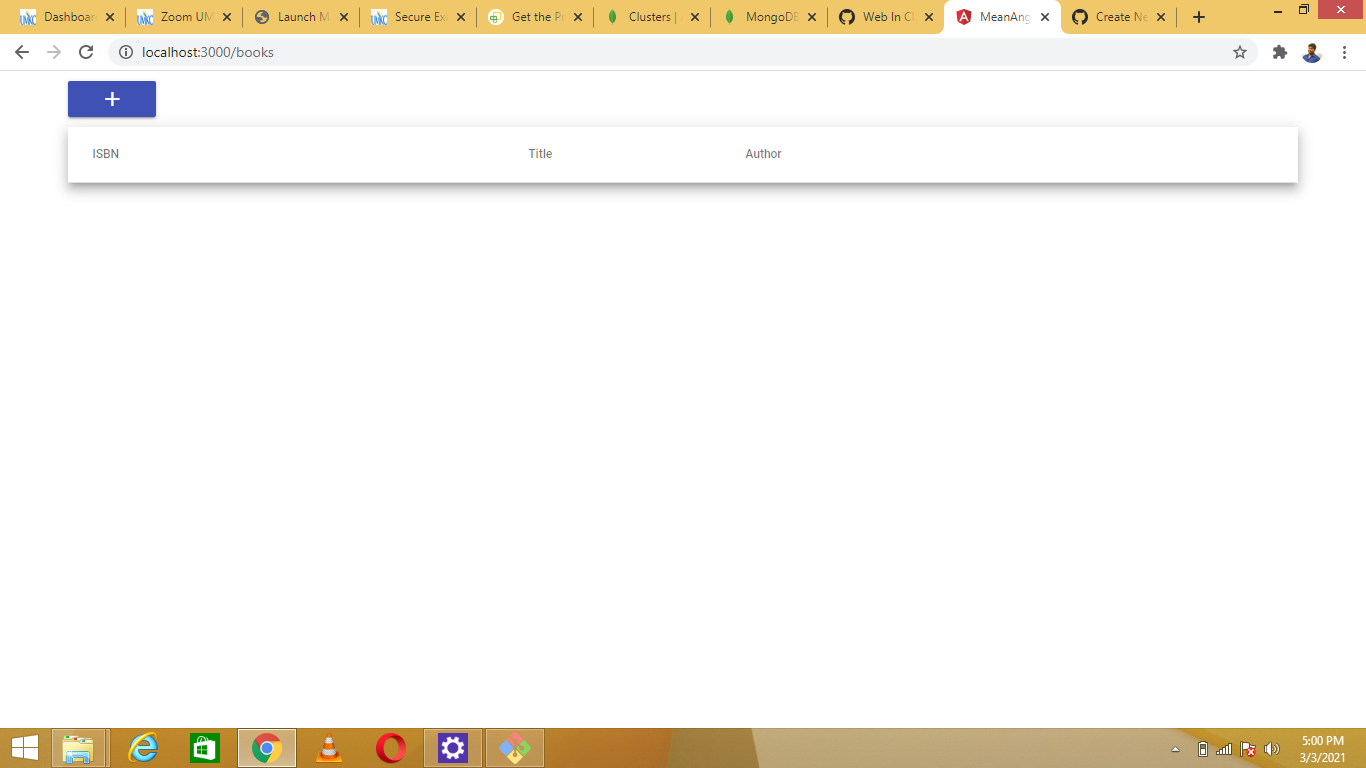 Dashboar
Zoom UM
Launch M
Secure Ex
Get the Pr
Clusters |
MongoDB
Web In Cl
MeanAng
Create Ne
localhost:3000/books
+
ISBN Title Author
5:00 PM
3/3/2021